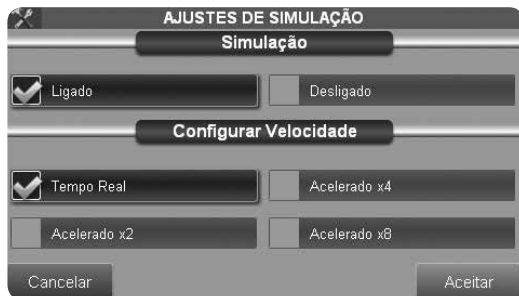 AJUSTES DE SIMULAÇÃO
Simulação
Ligado
Desligado
Configurar Velocidade
Tempo Real
Acelerado x4
Acelerado x2
Acelerado x8
Cancelar
Aceitar